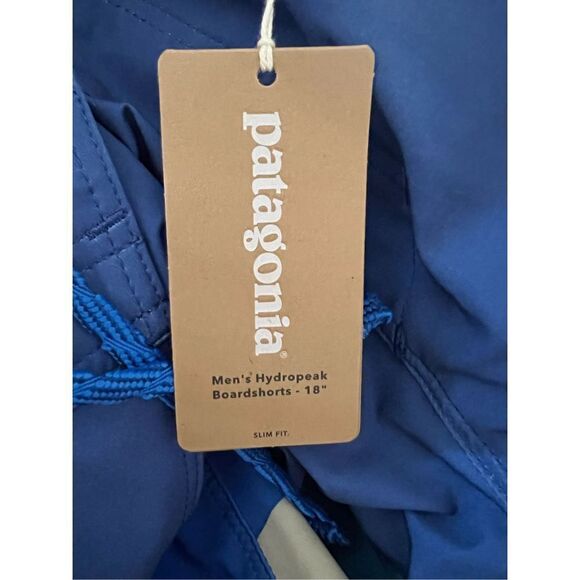 patagonia®
Men's Hydropeak
Boardshorts - 18"
SLIM FIT.